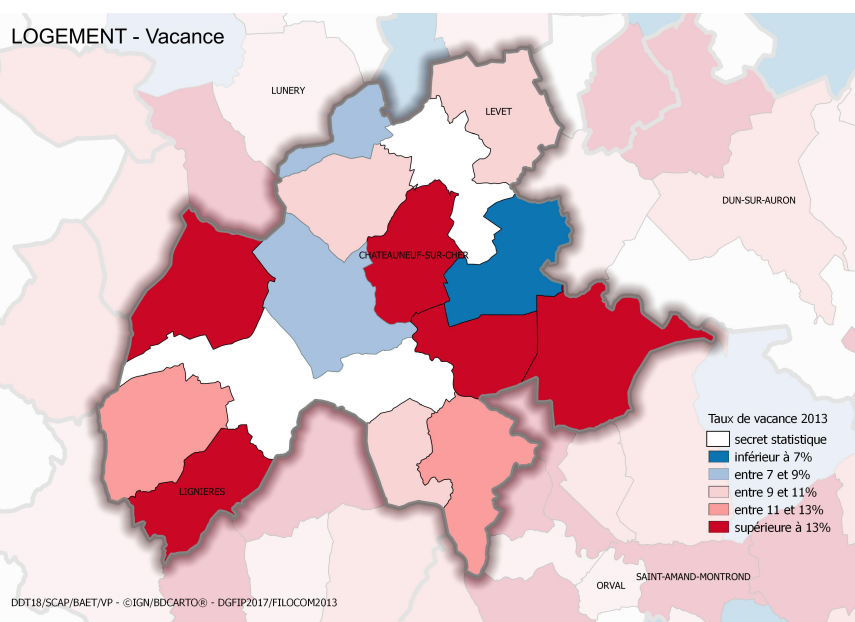 LOGEMENT - Vacance
LUNERY
LEVET
DUN-SUR-AURON
CHATEAUNEUF-SUR-CHER
Taux de vacance 2013
secret statistique
inférieur à 7%
entre 7 et 9%
entre 9 et 11%
entre 11 et 13%
supérieure à 13%
LIGNIERES
SAINT-AMAND-MONTROND
ORVAL
DDT18/SCAP/BAET/VP - ©IGN/BDCARTO® - DGFIP2017/FILOCOM2013